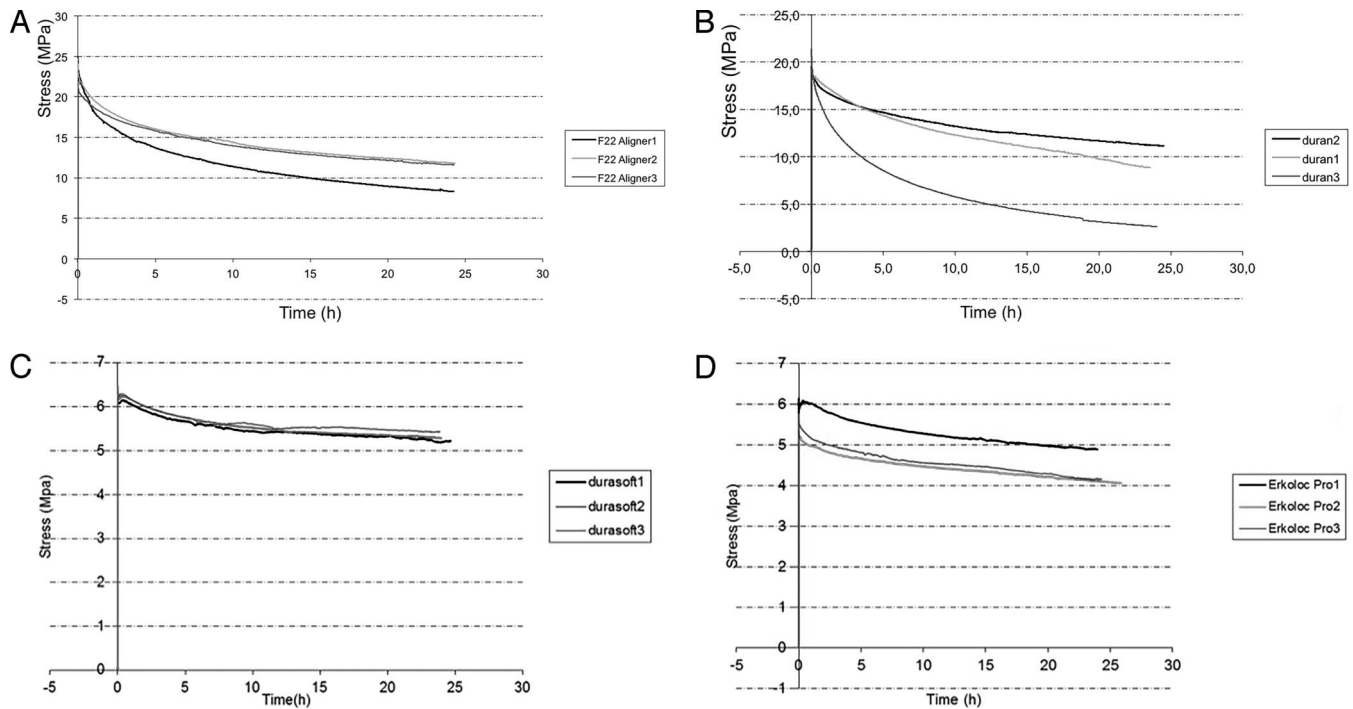 A
Stress (MPa)
30
25
20
15
10
5
0
-5
0
5
10
15
20
25
30
Time (h)
F22 Aligner1
F22 Aligner2
F22 Aligner3
B
Stress (MPa)
25,0
20,0
15,0
10,0
5,0
0,0
-5,0
-5,0
0,0
5,0
10,0
15,0
20,0
25,0
30,0
Time (h)
duran2
duran1
duran3
C
Stress (Mpa)
7
6
5
4
3
2
1
0
-5
0
5
10
15
20
25
30
Time(h)
durasoft1
durasoft2
durasoft3
D
Stress (Mpa)
7
6
5
4
3
2
1
0
-1
-5
0
5
10
15
20
25
30
Time (h)
Erkoloc Pro1
Erkoloc Pro2
Erkoloc Pro3